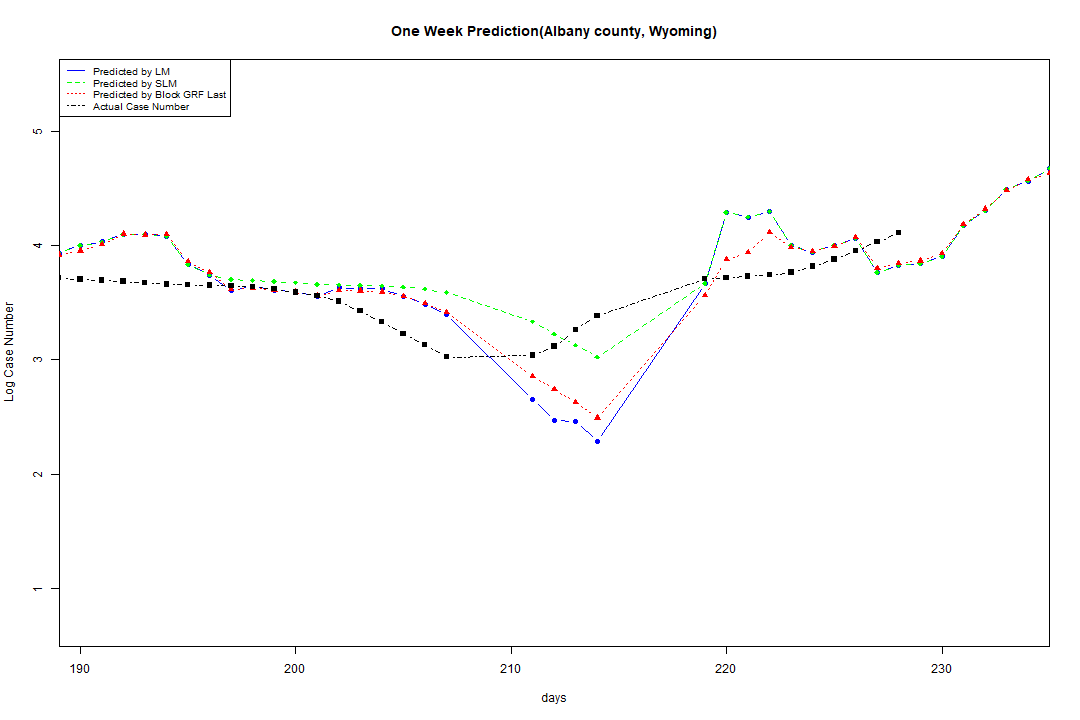 One Week Prediction(Albany county, Wyoming)
Predicted by LM
Predicted by SLM
Predicted by Block GRF Last
Actual Case Number
5
4
3
2
1
Log Case Number
190 200 210 220 230
days